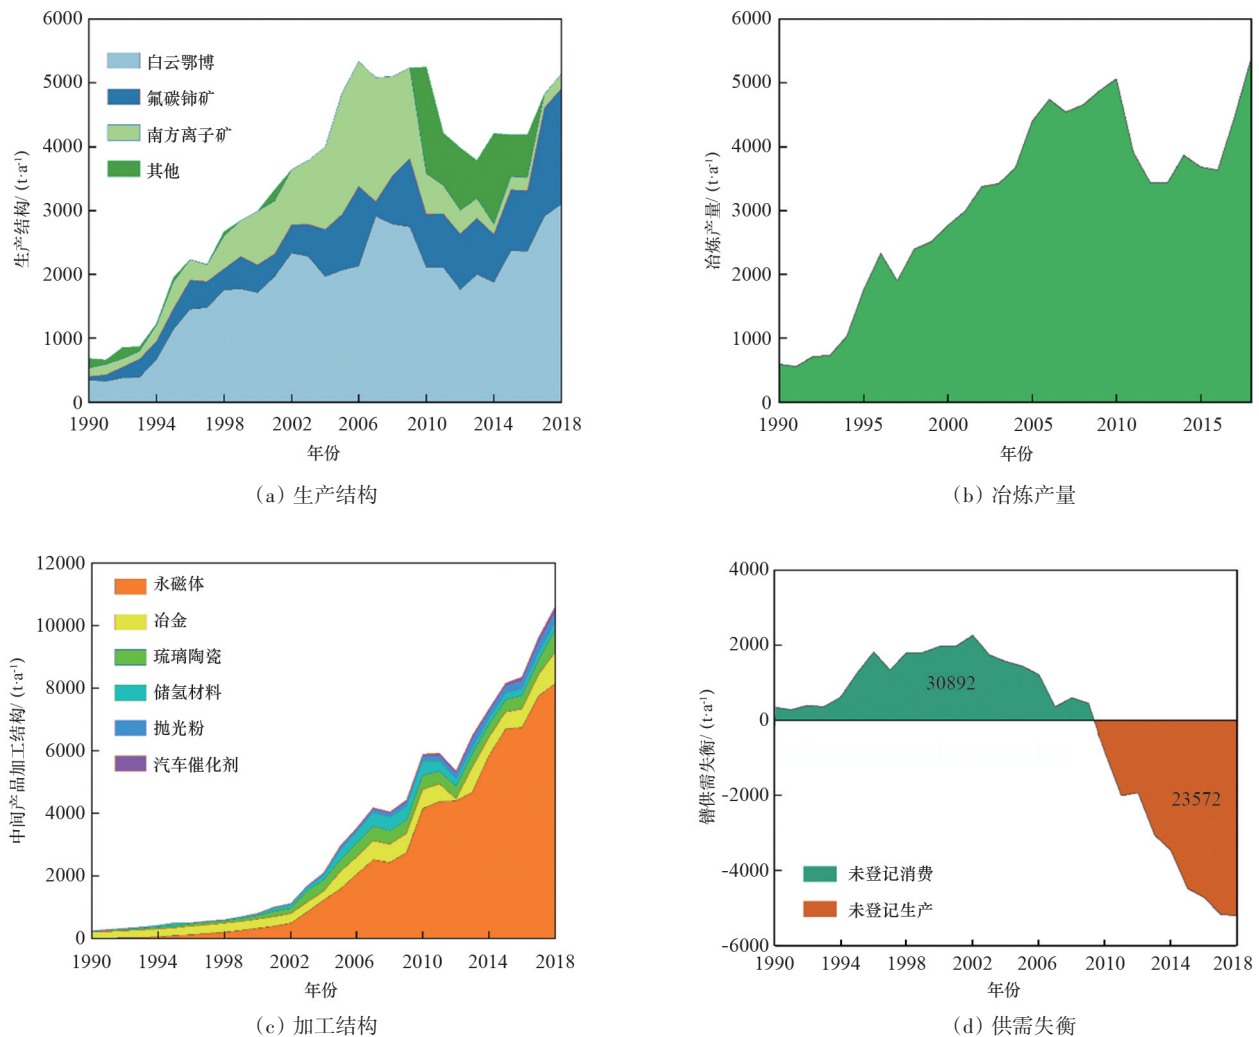 6000
5000
4000
3000
2000
1000
0
生产结构/ (t·a⁻¹)
白云鄂博
氟碳铈矿
南方离子矿
其他
1990 1994 1998 2002 2006 2010 2014 2018
年份
(a) 生产结构
6000
5000
4000
3000
2000
1000
0
冶炼产量/ (t·a⁻¹)
1990 1995 2000 2005 2010 2015
年份
(b) 冶炼产量
12000
10000
8000
6000
4000
2000
0
中间产品加工结构/ (t·a⁻¹)
永磁体
冶金
琉璃陶瓷
储氢材料
抛光粉
汽车催化剂
1990 1994 1998 2002 2006 2010 2014 2018
年份
(c) 加工结构
4000
2000
0
-2000
-4000
-6000
镨供需失衡/ (t·a⁻¹)
30892
23572
未登记消费
未登记生产
1990 1994 1998 2002 2006 2010 2014 2018
年份
(d) 供需失衡